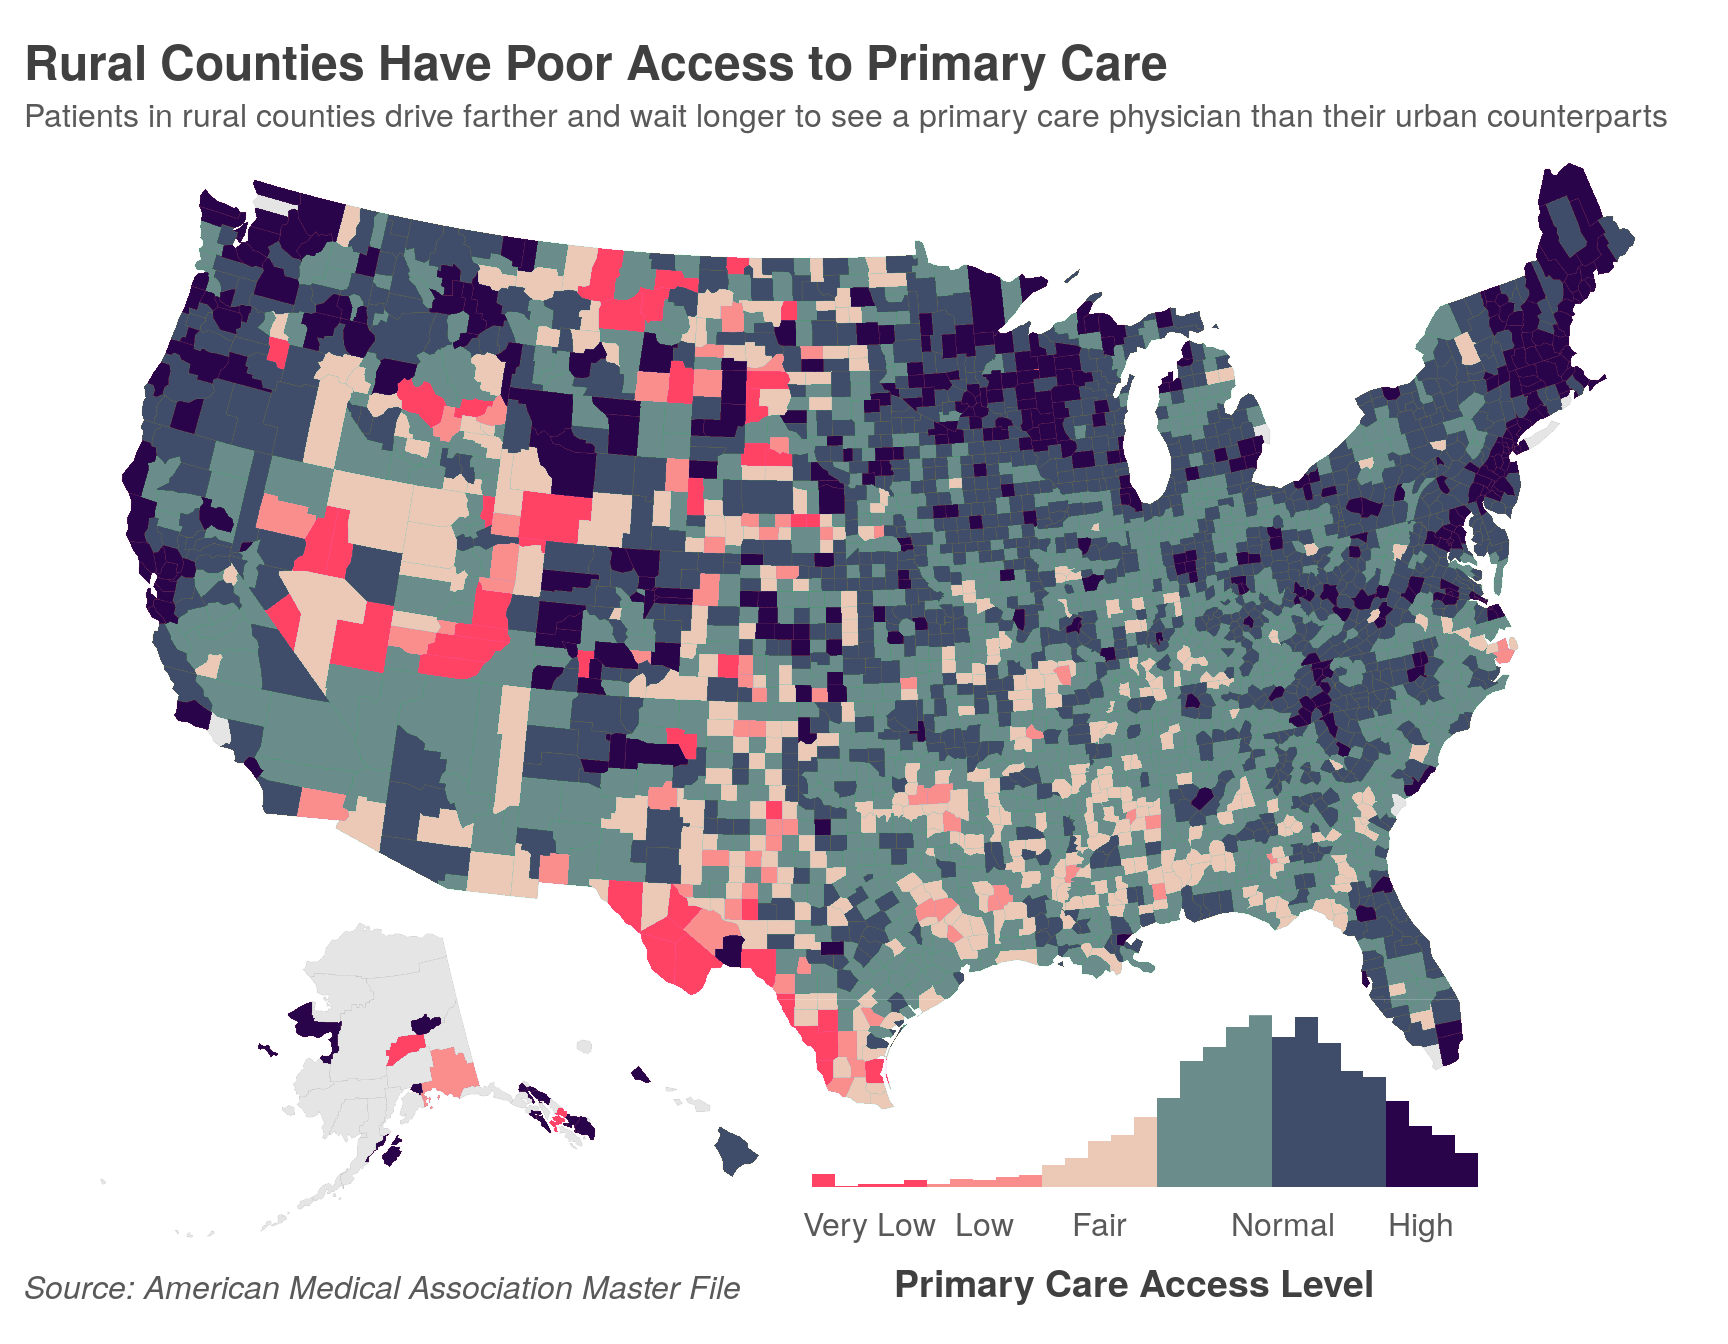 Rural Counties Have Poor Access to Primary Care
Patients in rural counties drive farther and wait longer to see a primary care physician than their urban counterparts
Very Low Low Fair Normal High
Source: American Medical Association Master File
Primary Care Access Level